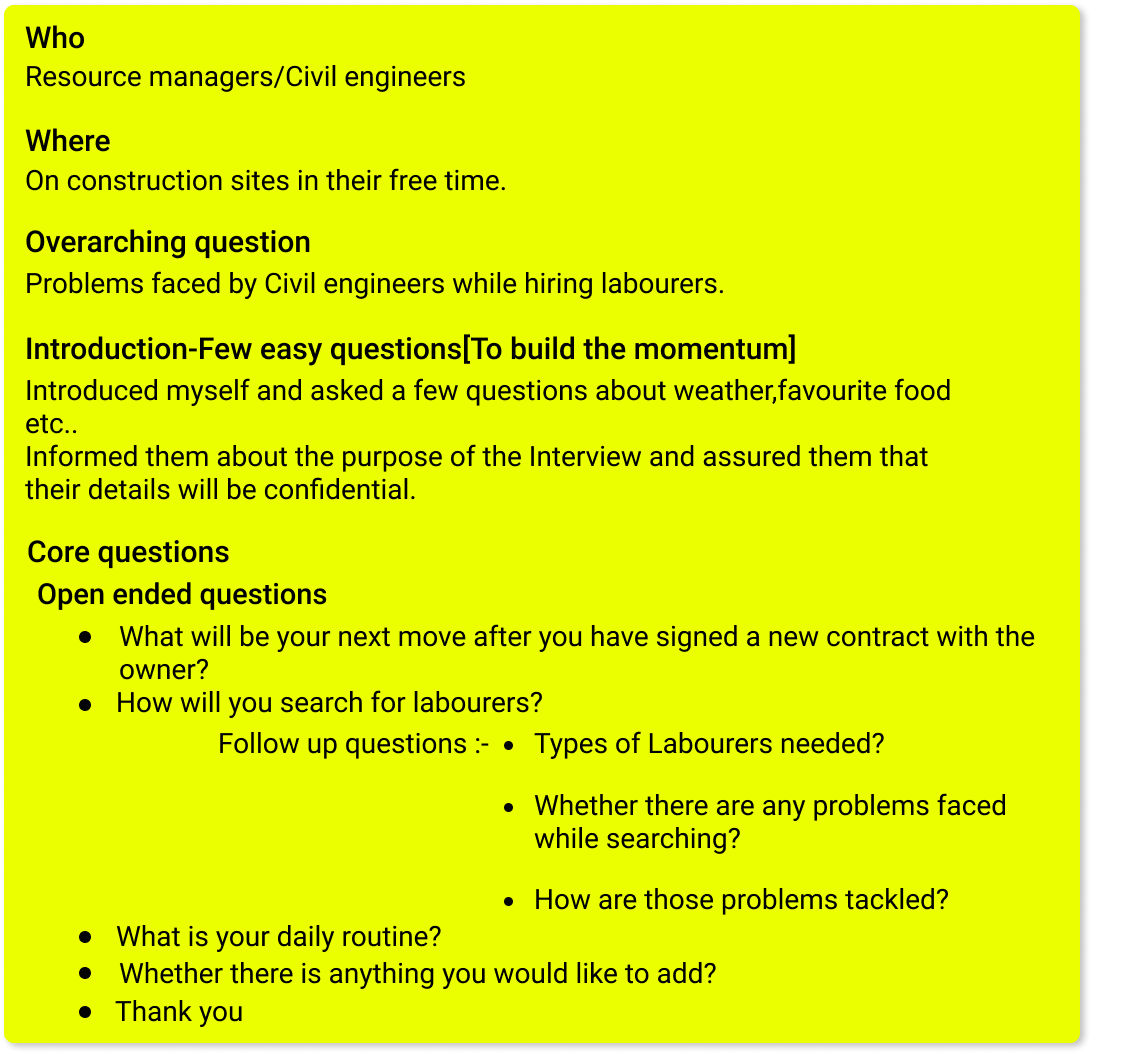 Who
Resource managers/Civil engineers
Where
On construction sites in their free time.
Overarching question
Problems faced by Civil engineers while hiring labourers.
Introduction-Few easy questions[To build the momentum]
Introduced myself and asked a few questions about weather,favourite food
etc..
Informed them about the purpose of the Interview and assured them that
their details will be confidential.
Core questions
Open ended questions
● What will be your next move after you have signed a new contract with the
owner?
● How will you search for labourers?
Follow up questions :- • Types of Labourers needed?
• Whether there are any problems faced
while searching?
• How are those problems tackled?
● What is your daily routine?
● Whether there is anything you would like to add?
● Thank you